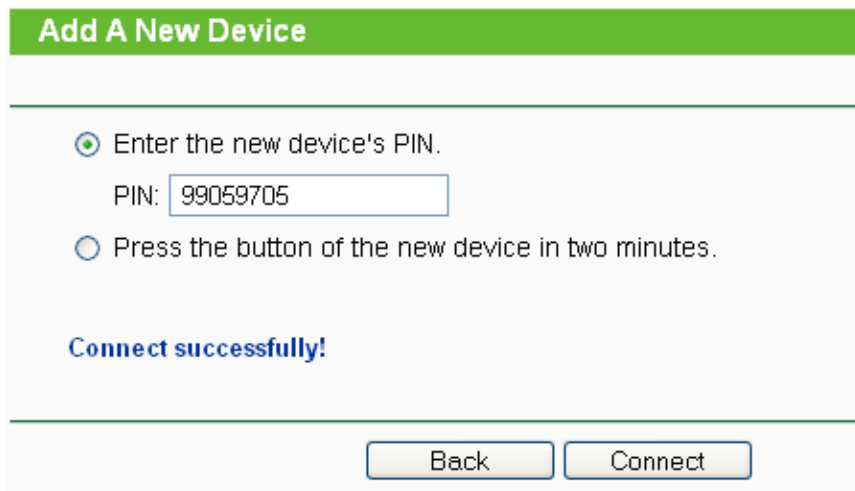 Add A New Device
Enter the new device's PIN.
PIN: 99059705
Press the button of the new device in two minutes.
Connect successfully!
Back Connect